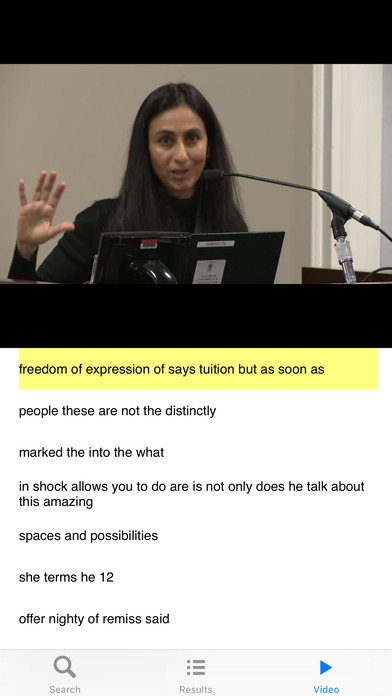 freedom of expression of says tuition but as soon as
people these are not the distinctly
marked the into the what
in shock allows you to do are is not only does he talk about
this amazing
spaces and possibilities
she terms he 12
offer nighty of remiss said
Search
Results
Video